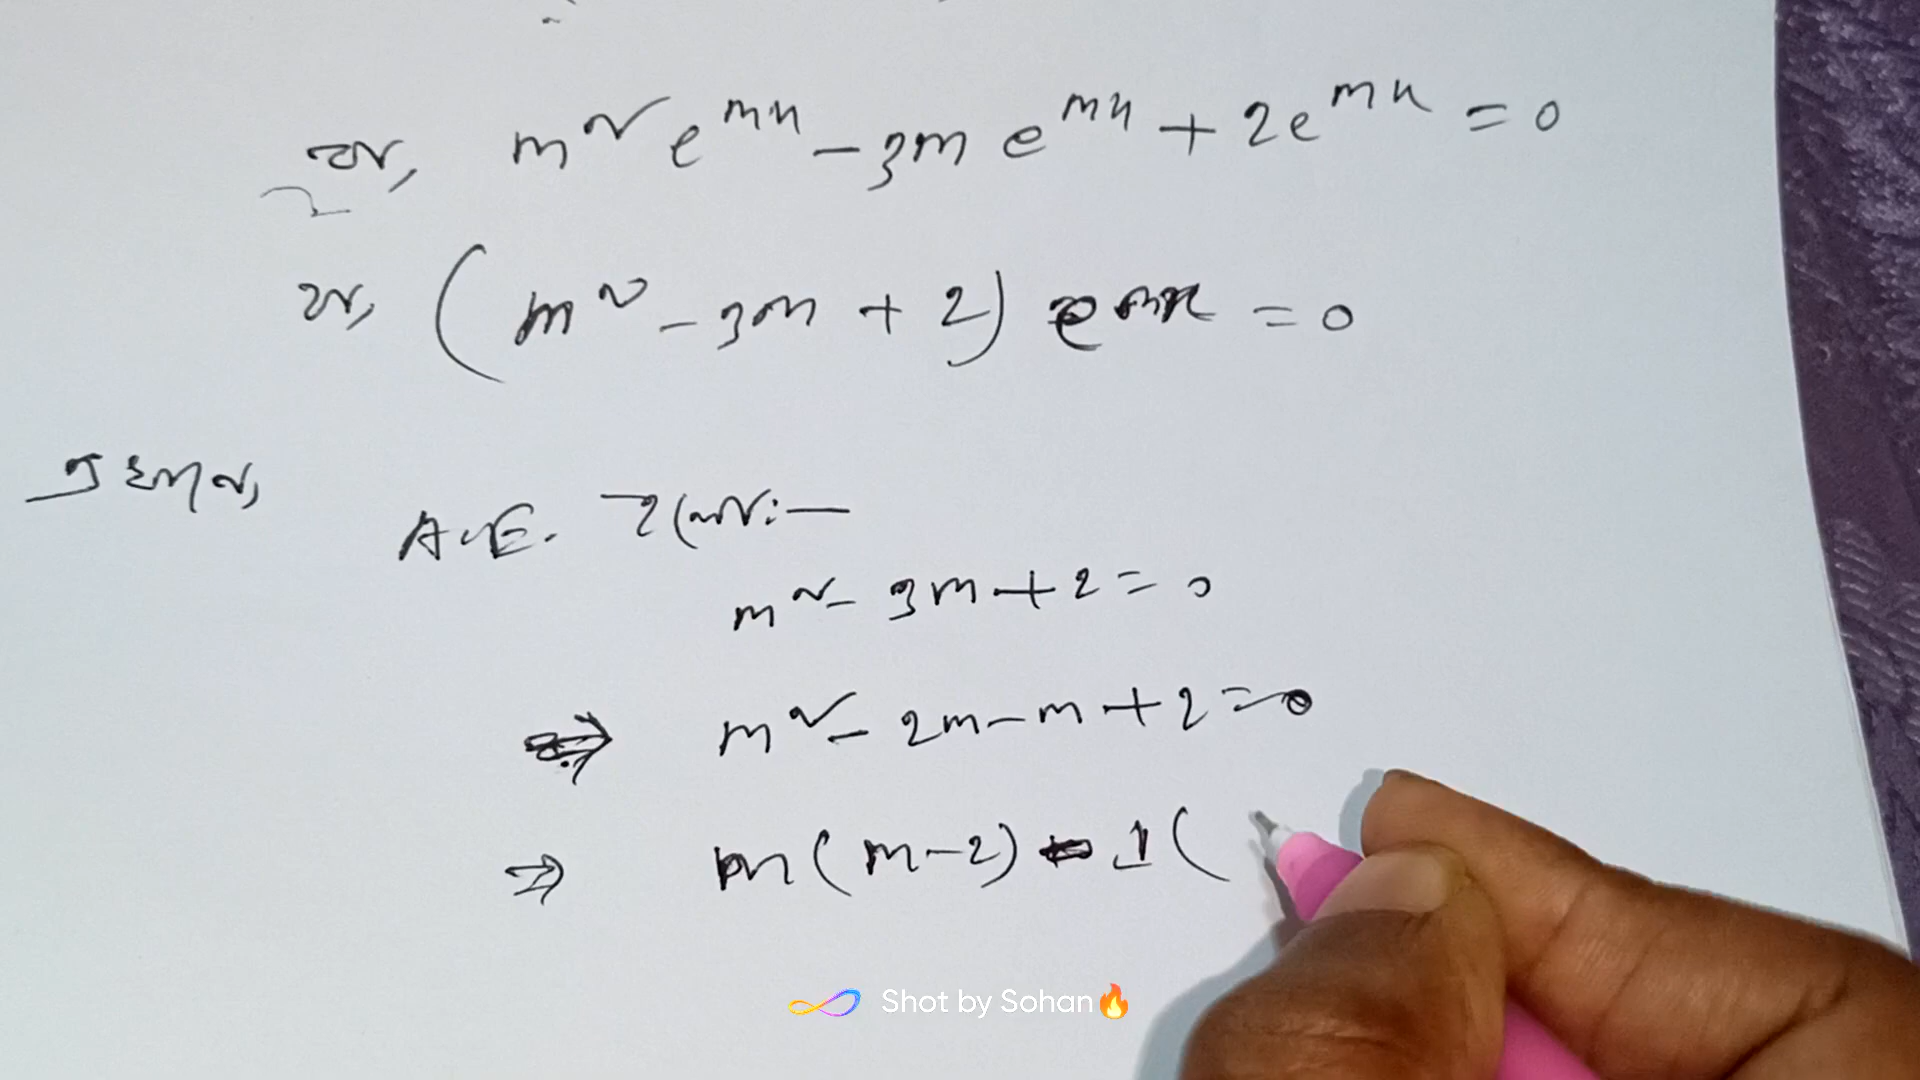 বা, m² e^{mx} - 3m e^{mx} + 2e^{mx} = 0
বা, (m² - 3m + 2) e^{mx} = 0
A.E. হবে:—
m² - 3m + 2 = 0
⇒ m² - 2m - m + 2 = 0
⇒ m(m-2) - 1(
Shot by Sohan🔥